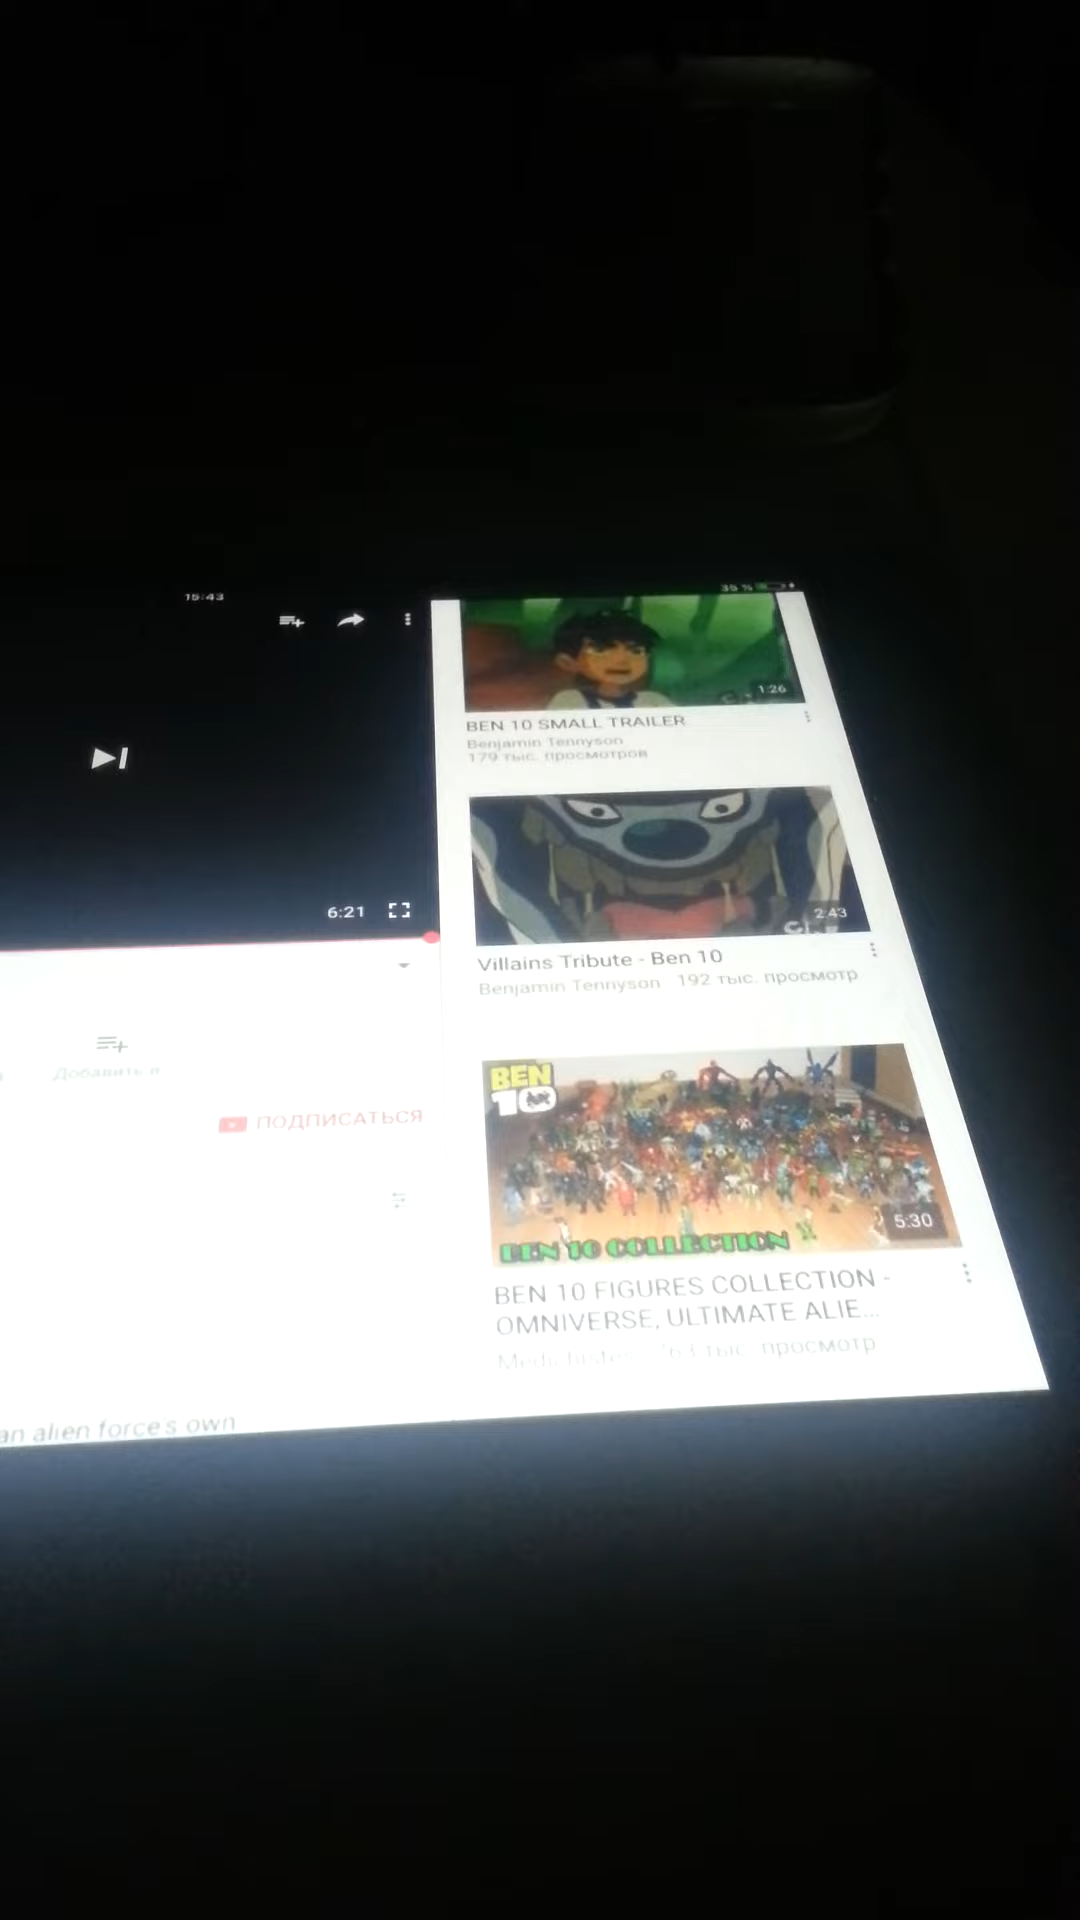 15:43
35 %
6:21
Добавить в
ПОДПИСАТЬСЯ
an alien force's own
1:26
BEN 10 SMALL TRAILER
Benjamin Tennyson
179 тыс. просмотров
2:43
Villains Tribute - Ben 10
Benjamin Tennyson 192 тыс. просмотр
BEN
10
BEN 10 COLLECTION
5:30
BEN 10 FIGURES COLLECTION -
OMNIVERSE, ULTIMATE ALIE...
763 тыс. просмотр